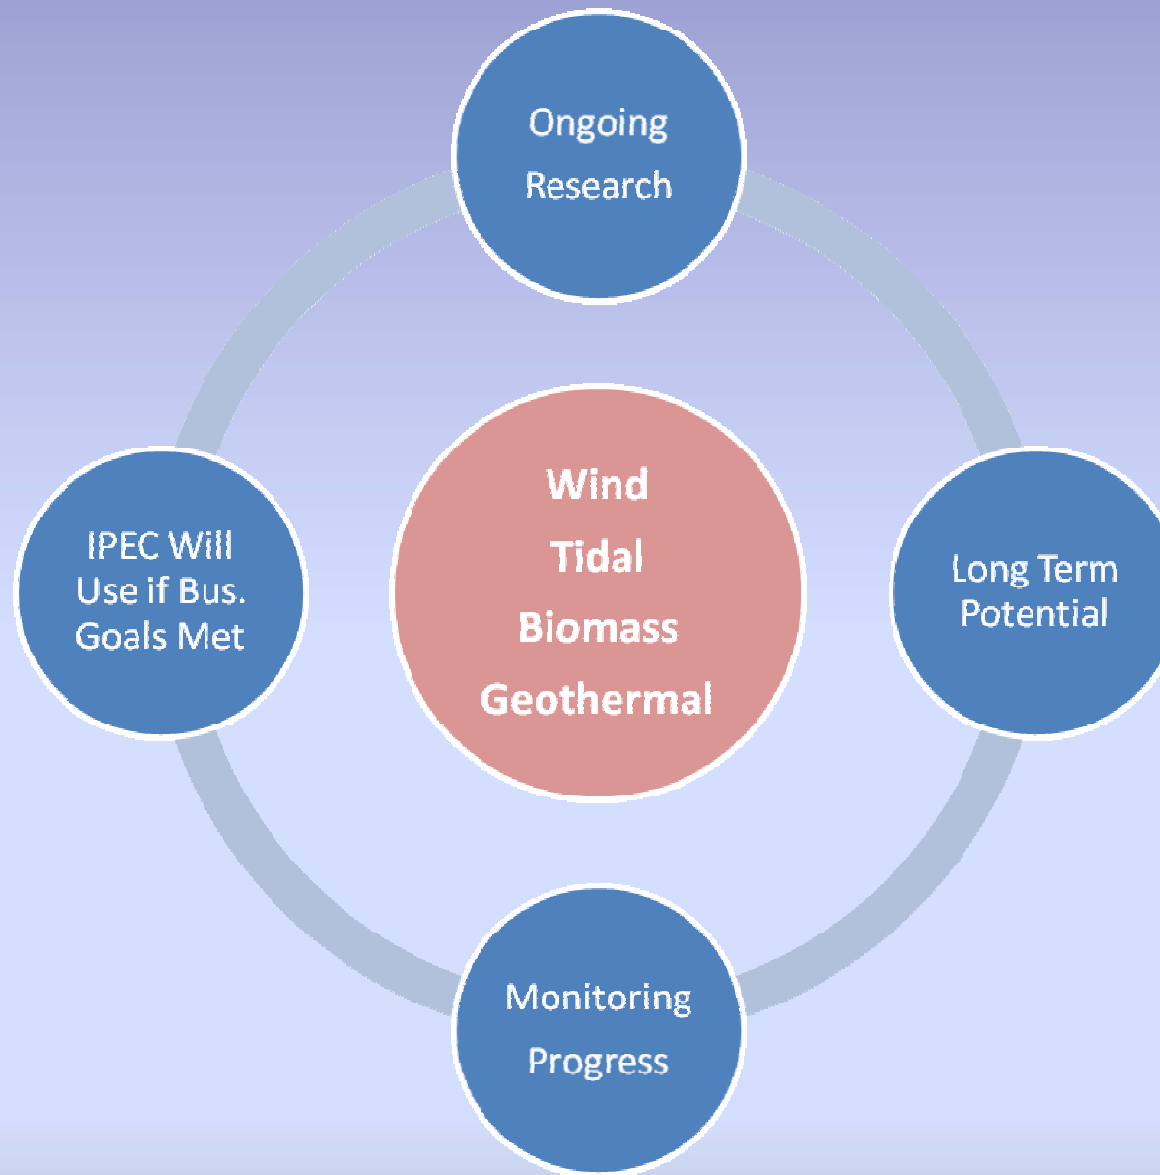 Ongoing
Research
IPEC Will
Use if Bus.
Goals Met
Wind
Tidal
Biomass
Geothermal
Long Term
Potential
Monitoring
Progress